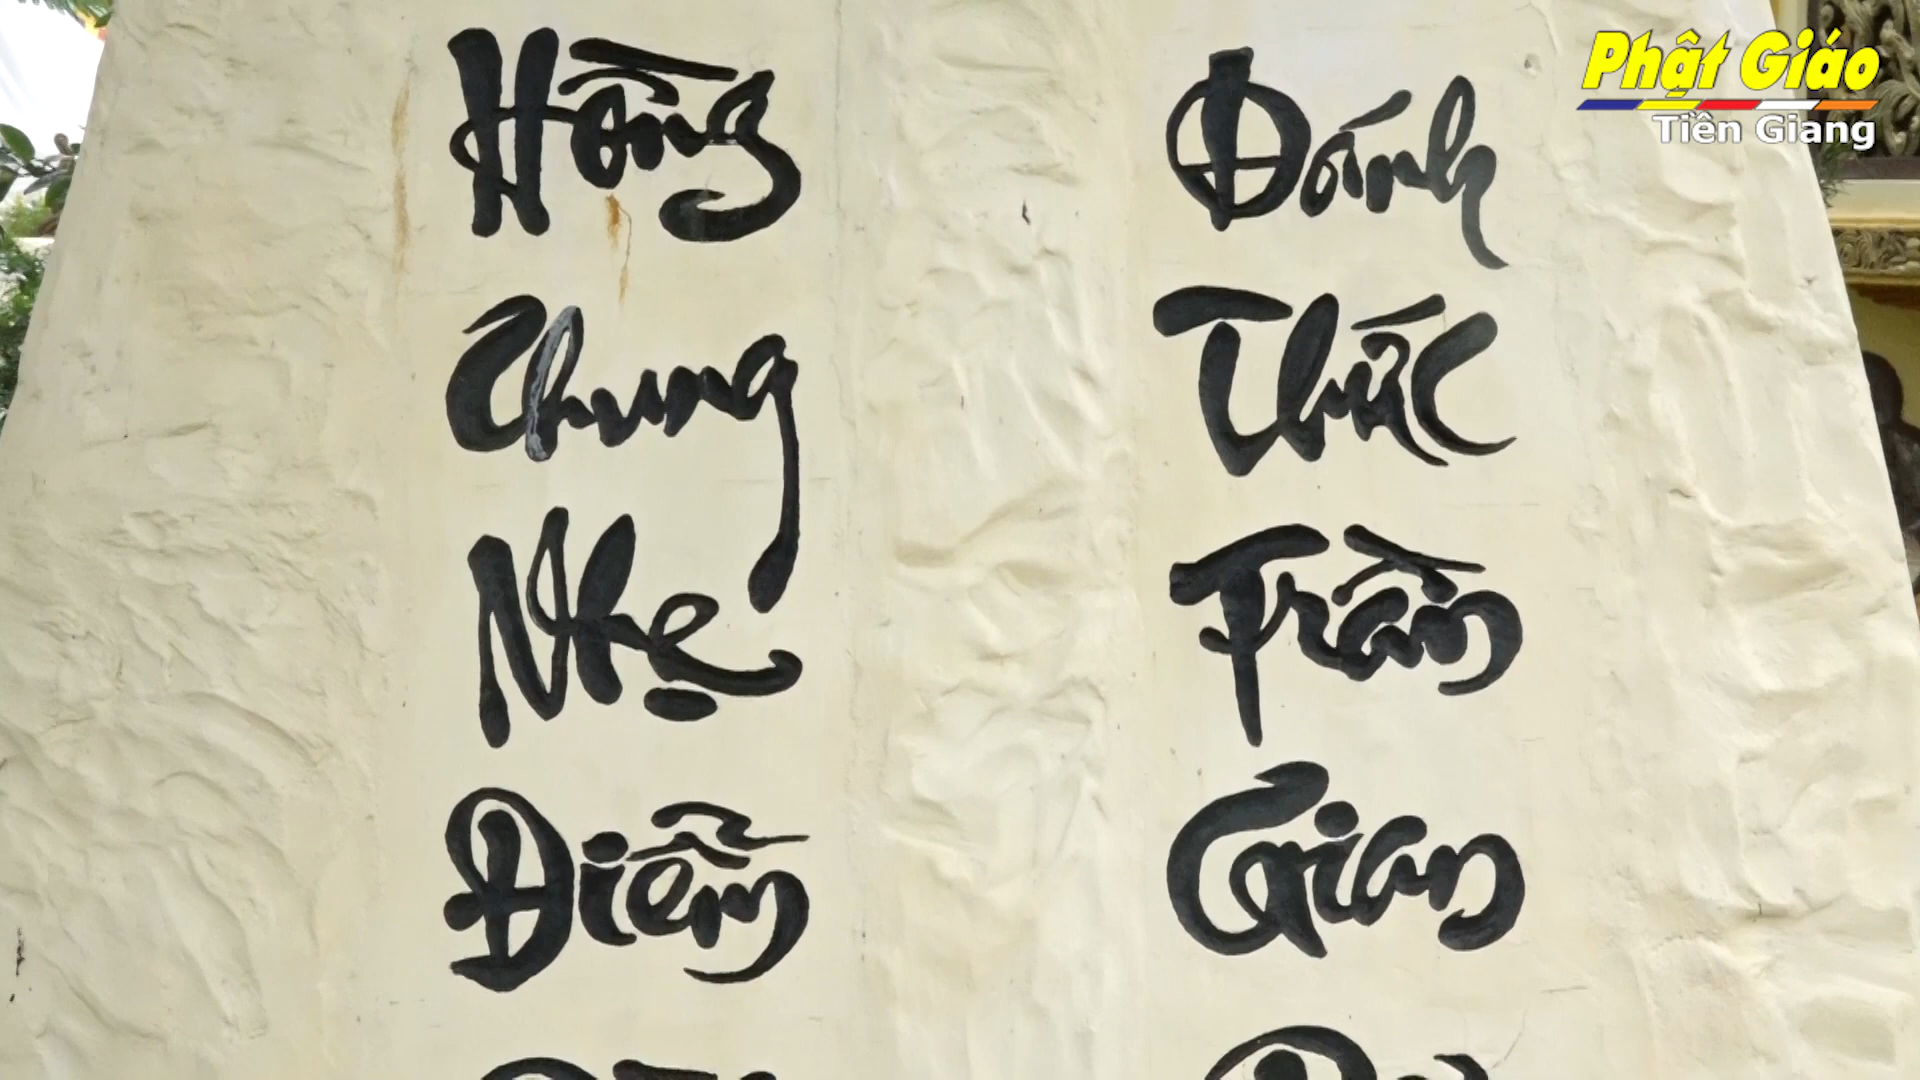 Hồng
Chung
Nhẹ
Điểm
Đánh
Thức
Trần
Gian
Phật Giáo
Tiền Giang